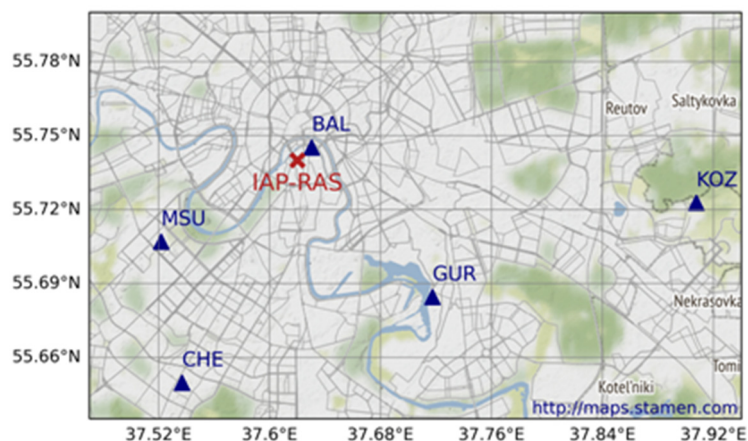 55.78°N
55.75°N
55.72°N
55.69°N
55.66°N
BAL
IAP-RAS
MSU
GUR
CHE
KOZ
Reutov
Saltykovka
Nekrasovka
Tomi
Kotel'niki
http://maps.stamen.com
37.52°E
37.6°E
37.68°E
37.76°E
37.84°E
37.92°E